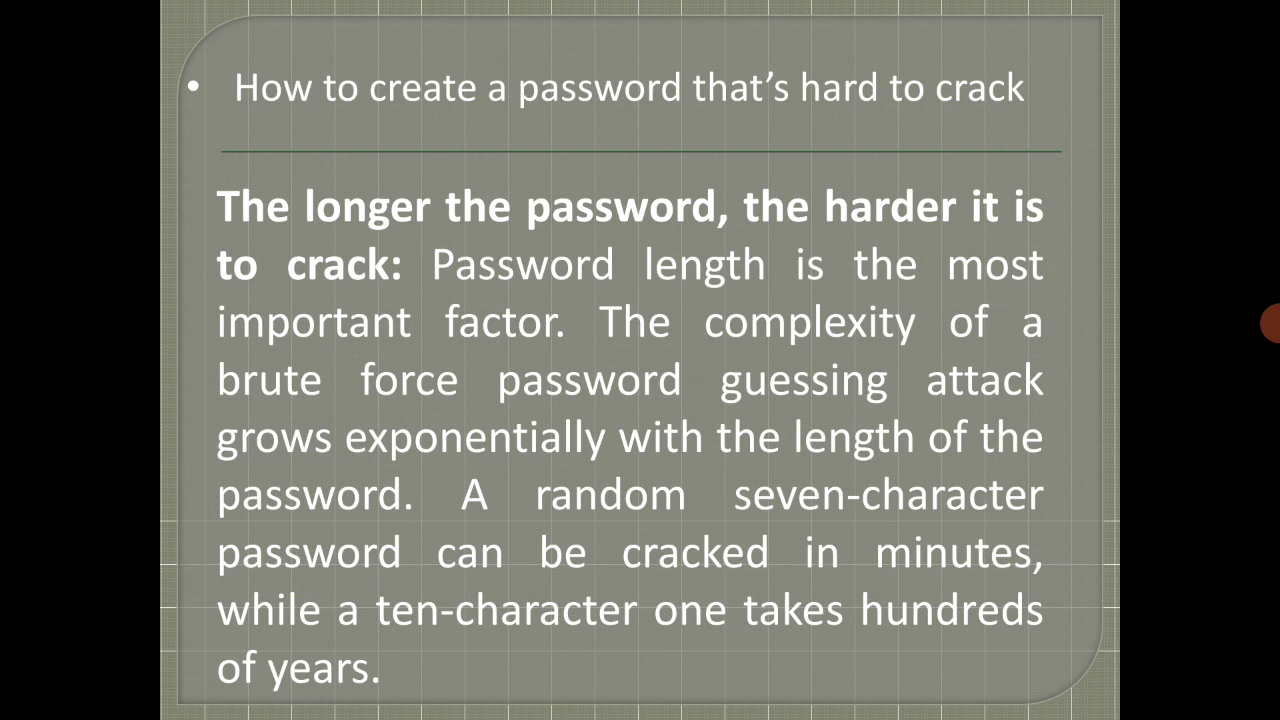 • How to create a password that’s hard to crack
The longer the password, the harder it is
to crack: Password length is the most
important factor. The complexity of a
brute force password guessing attack
grows exponentially with the length of the
password. A random seven-character
password can be cracked in minutes,
while a ten-character one takes hundreds
of years.